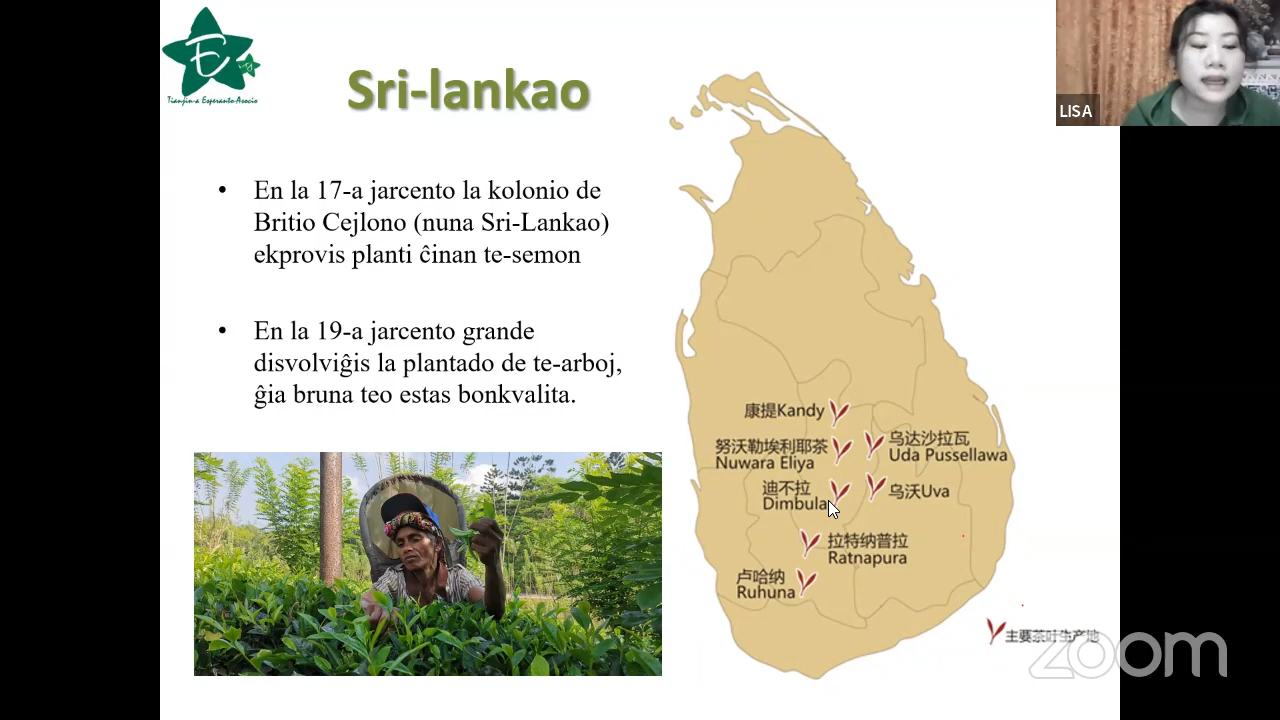 E
Tianjin-a Esperanto-Asocio
Sri-lankao
LISA
• En la 17-a jarcento la kolonio de
Britio Cejlono (nuna Sri-Lankao)
ekprovis planti ĉinan te-semon
• En la 19-a jarcento grande
disvolviĝis la plantado de te-arboj,
ĝia bruna teo estas bonkvalita.
康提Kandy
努沃勒埃利耶茶
Nuwara Eliya
乌达沙拉瓦
Uda Pussellawa
迪不拉
Dimbula
乌沃Uva
拉特纳普拉
Ratnapura
卢哈纳
Ruhuna
主要茶叶生产地
zoom